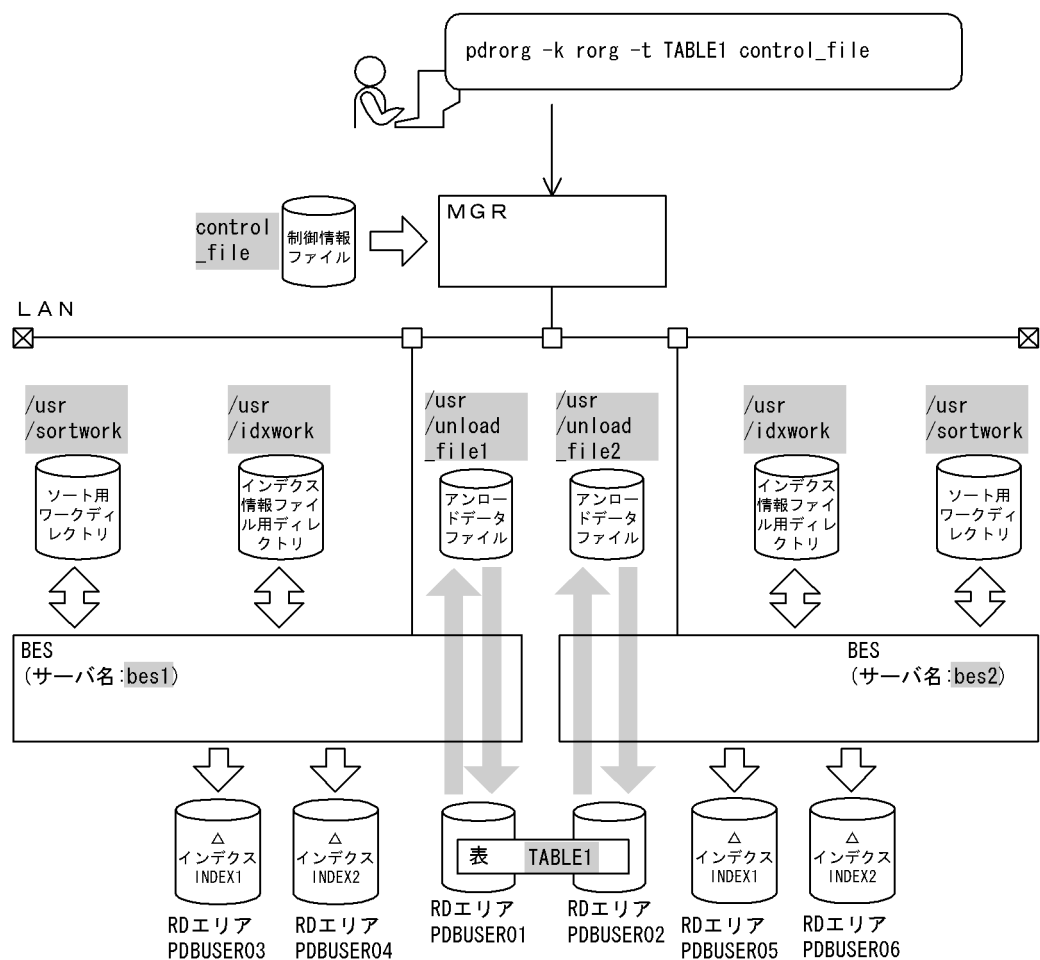 pdrorg -k rorg -t TABLE1 control_file
MGR
control
_file
制御情報
ファイル
LAN
/usr
/sortwork
/usr
/idxwork
/usr
/unload
_file1
/usr
/unload
_file2
/usr
/idxwork
/usr
/sortwork
ソート用
ワークディ
レクトリ
インデクス
情報ファイ
ル用ディレ
クトリ
アンロー
ドデータ
ファイル
アンロー
ドデータ
ファイル
インデクス
情報ファイ
ル用ディレ
クトリ
ソート用
ワークディ
レクトリ
BES
(サーバ名:bes1)
BES
(サーバ名:bes2)
△
インデクス
INDEX1
△
インデクス
INDEX2
表 TABLE1
△
インデクス
INDEX1
△
インデクス
INDEX2
RDエリア
PDBUSER03
RDエリア
PDBUSER04
RDエリア
PDBUSER01
RDエリア
PDBUSER02
RDエリア
PDBUSER05
RDエリア
PDBUSER06